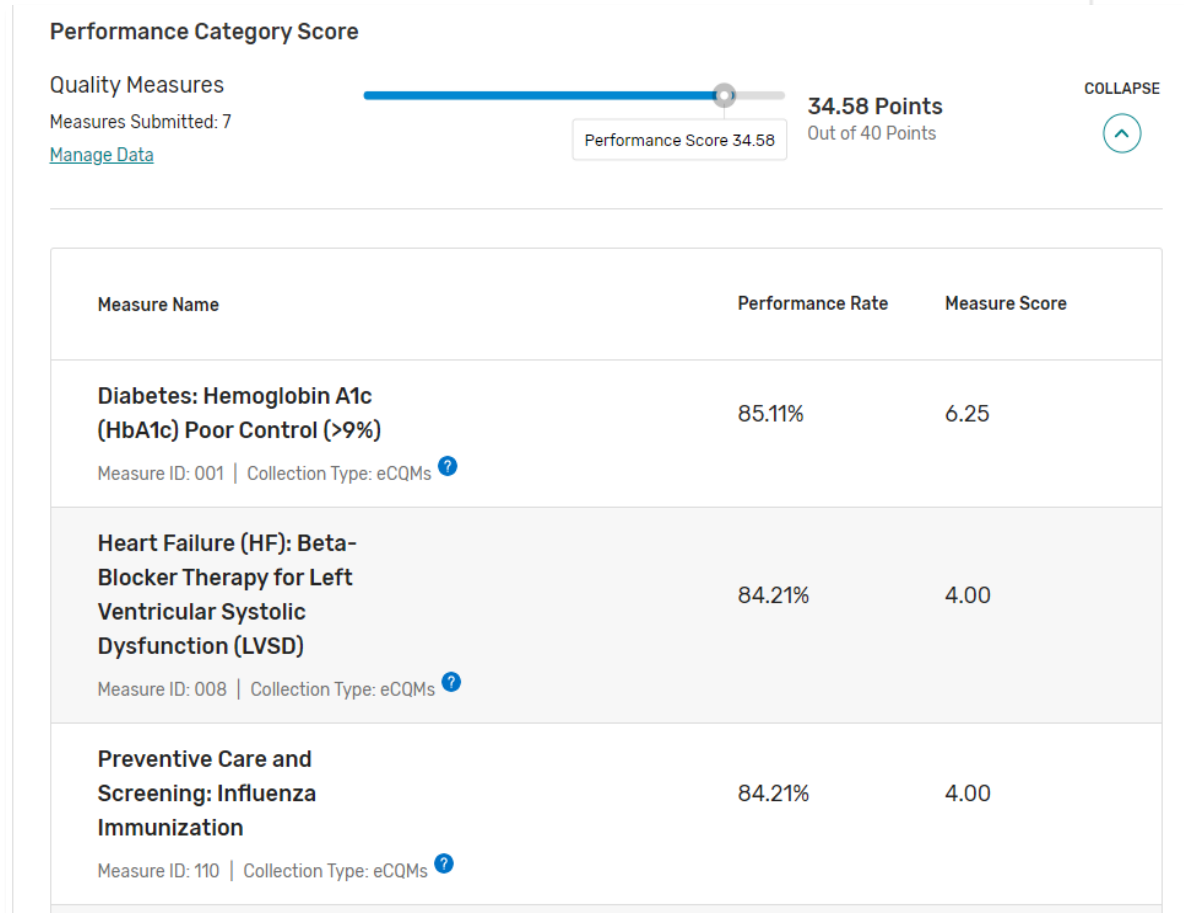 Performance Category Score
Quality Measures
Measures Submitted: 7
Manage Data
Performance Score 34.58
34.58 Points
Out of 40 Points
COLLAPSE
Measure Name Performance Rate Measure Score
Diabetes: Hemoglobin A1c
(HbA1c) Poor Control (>9%)
Measure ID: 001 | Collection Type: eCQMs ?
85.11% 6.25
Heart Failure (HF): Beta-
Blocker Therapy for Left
Ventricular Systolic
Dysfunction (LVSD)
Measure ID: 008 | Collection Type: eCQMs ?
84.21% 4.00
Preventive Care and
Screening: Influenza
Immunization
Measure ID: 110 | Collection Type: eCQMs ?
84.21% 4.00